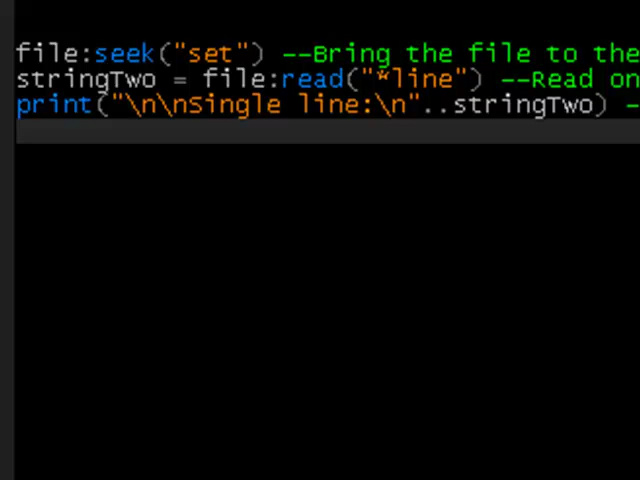 file:seek("set") --Bring the file to the
stringTwo = file:read("*line") --Read on
print("\n\nSingle line:\n"..stringTwo) -